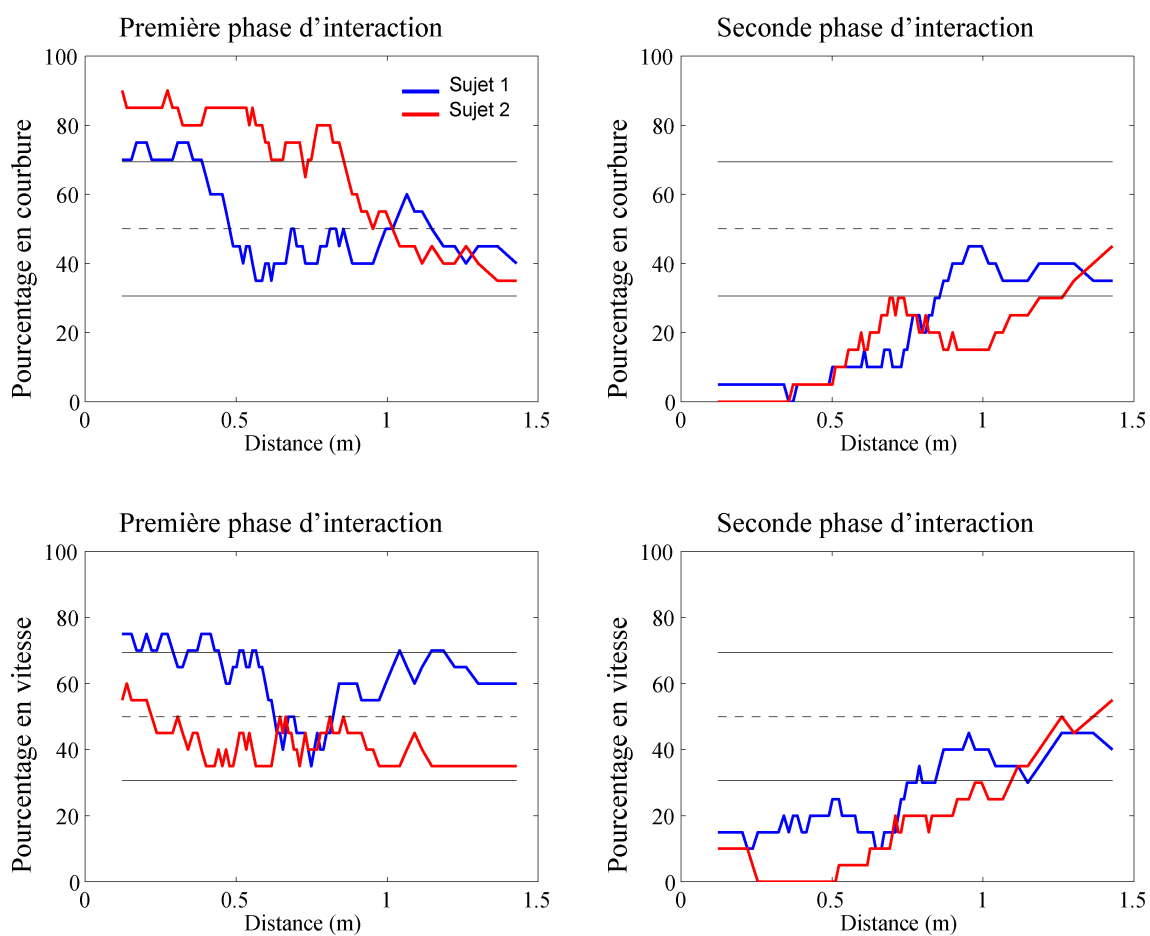 Première phase d’interaction
Seconde phase d’interaction
100
80
60
40
20
0
Pourcentage en courbure
Sujet 1
Sujet 2
0
0.5
1
1.5
Distance (m)
100
80
60
40
20
0
Pourcentage en courbure
0
0.5
1
1.5
Distance (m)
Première phase d’interaction
Seconde phase d’interaction
100
80
60
40
20
0
Pourcentage en vitesse
0
0.5
1
1.5
Distance (m)
100
80
60
40
20
0
Pourcentage en vitesse
0
0.5
1
1.5
Distance (m)